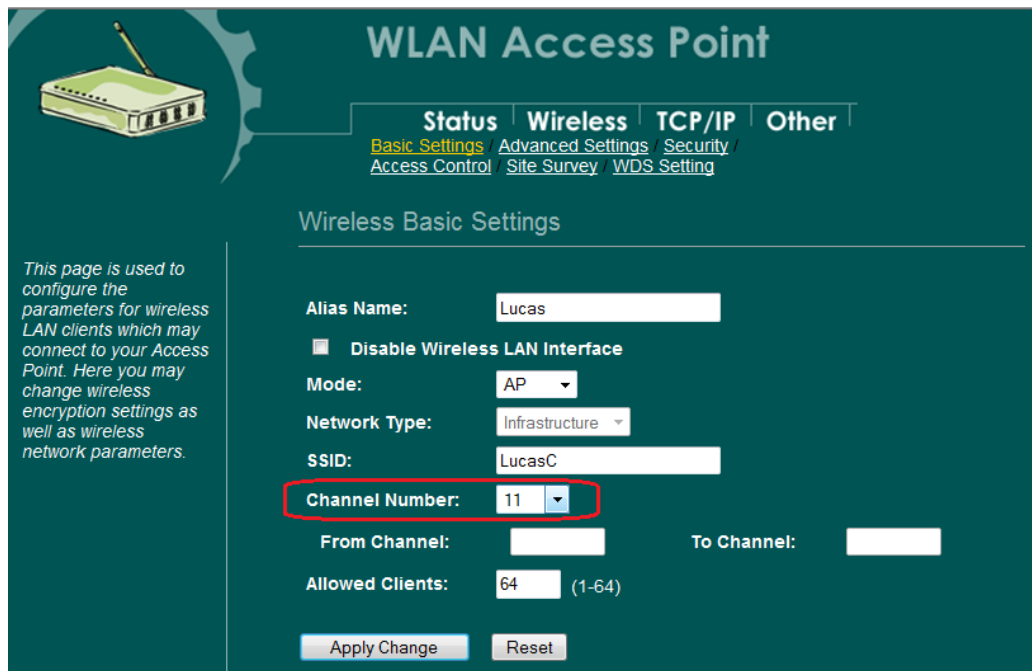 WLAN Access Point
Status Wireless TCP/IP Other
Basic Settings / Advanced Settings / Security /
Access Control / Site Survey / WDS Setting
Wireless Basic Settings
This page is used to
configure the
parameters for wireless
LAN clients which may
connect to your Access
Point. Here you may
change wireless
encryption settings as
well as wireless
network parameters.
Alias Name: Lucas
Disable Wireless LAN Interface
Mode: AP
Network Type: Infrastructure
SSID: LucasC
Channel Number: 11
From Channel: To Channel:
Allowed Clients: 64 (1-64)
Apply Change Reset